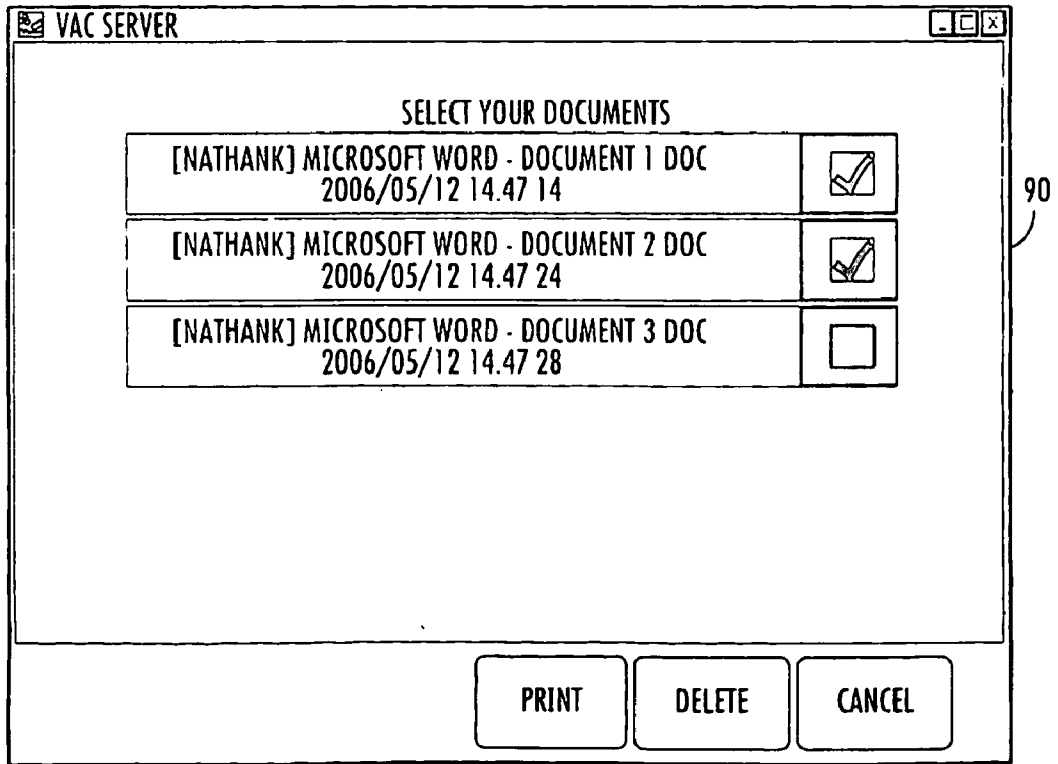 VAC SERVER
SELECT YOUR DOCUMENTS
[NATHANK] MICROSOFT WORD - DOCUMENT 1 DOC
2006/05/12 14.47 14
[NATHANK] MICROSOFT WORD - DOCUMENT 2 DOC
2006/05/12 14.47 24
[NATHANK] MICROSOFT WORD - DOCUMENT 3 DOC
2006/05/12 14.47 28
90
PRINT
DELETE
CANCEL